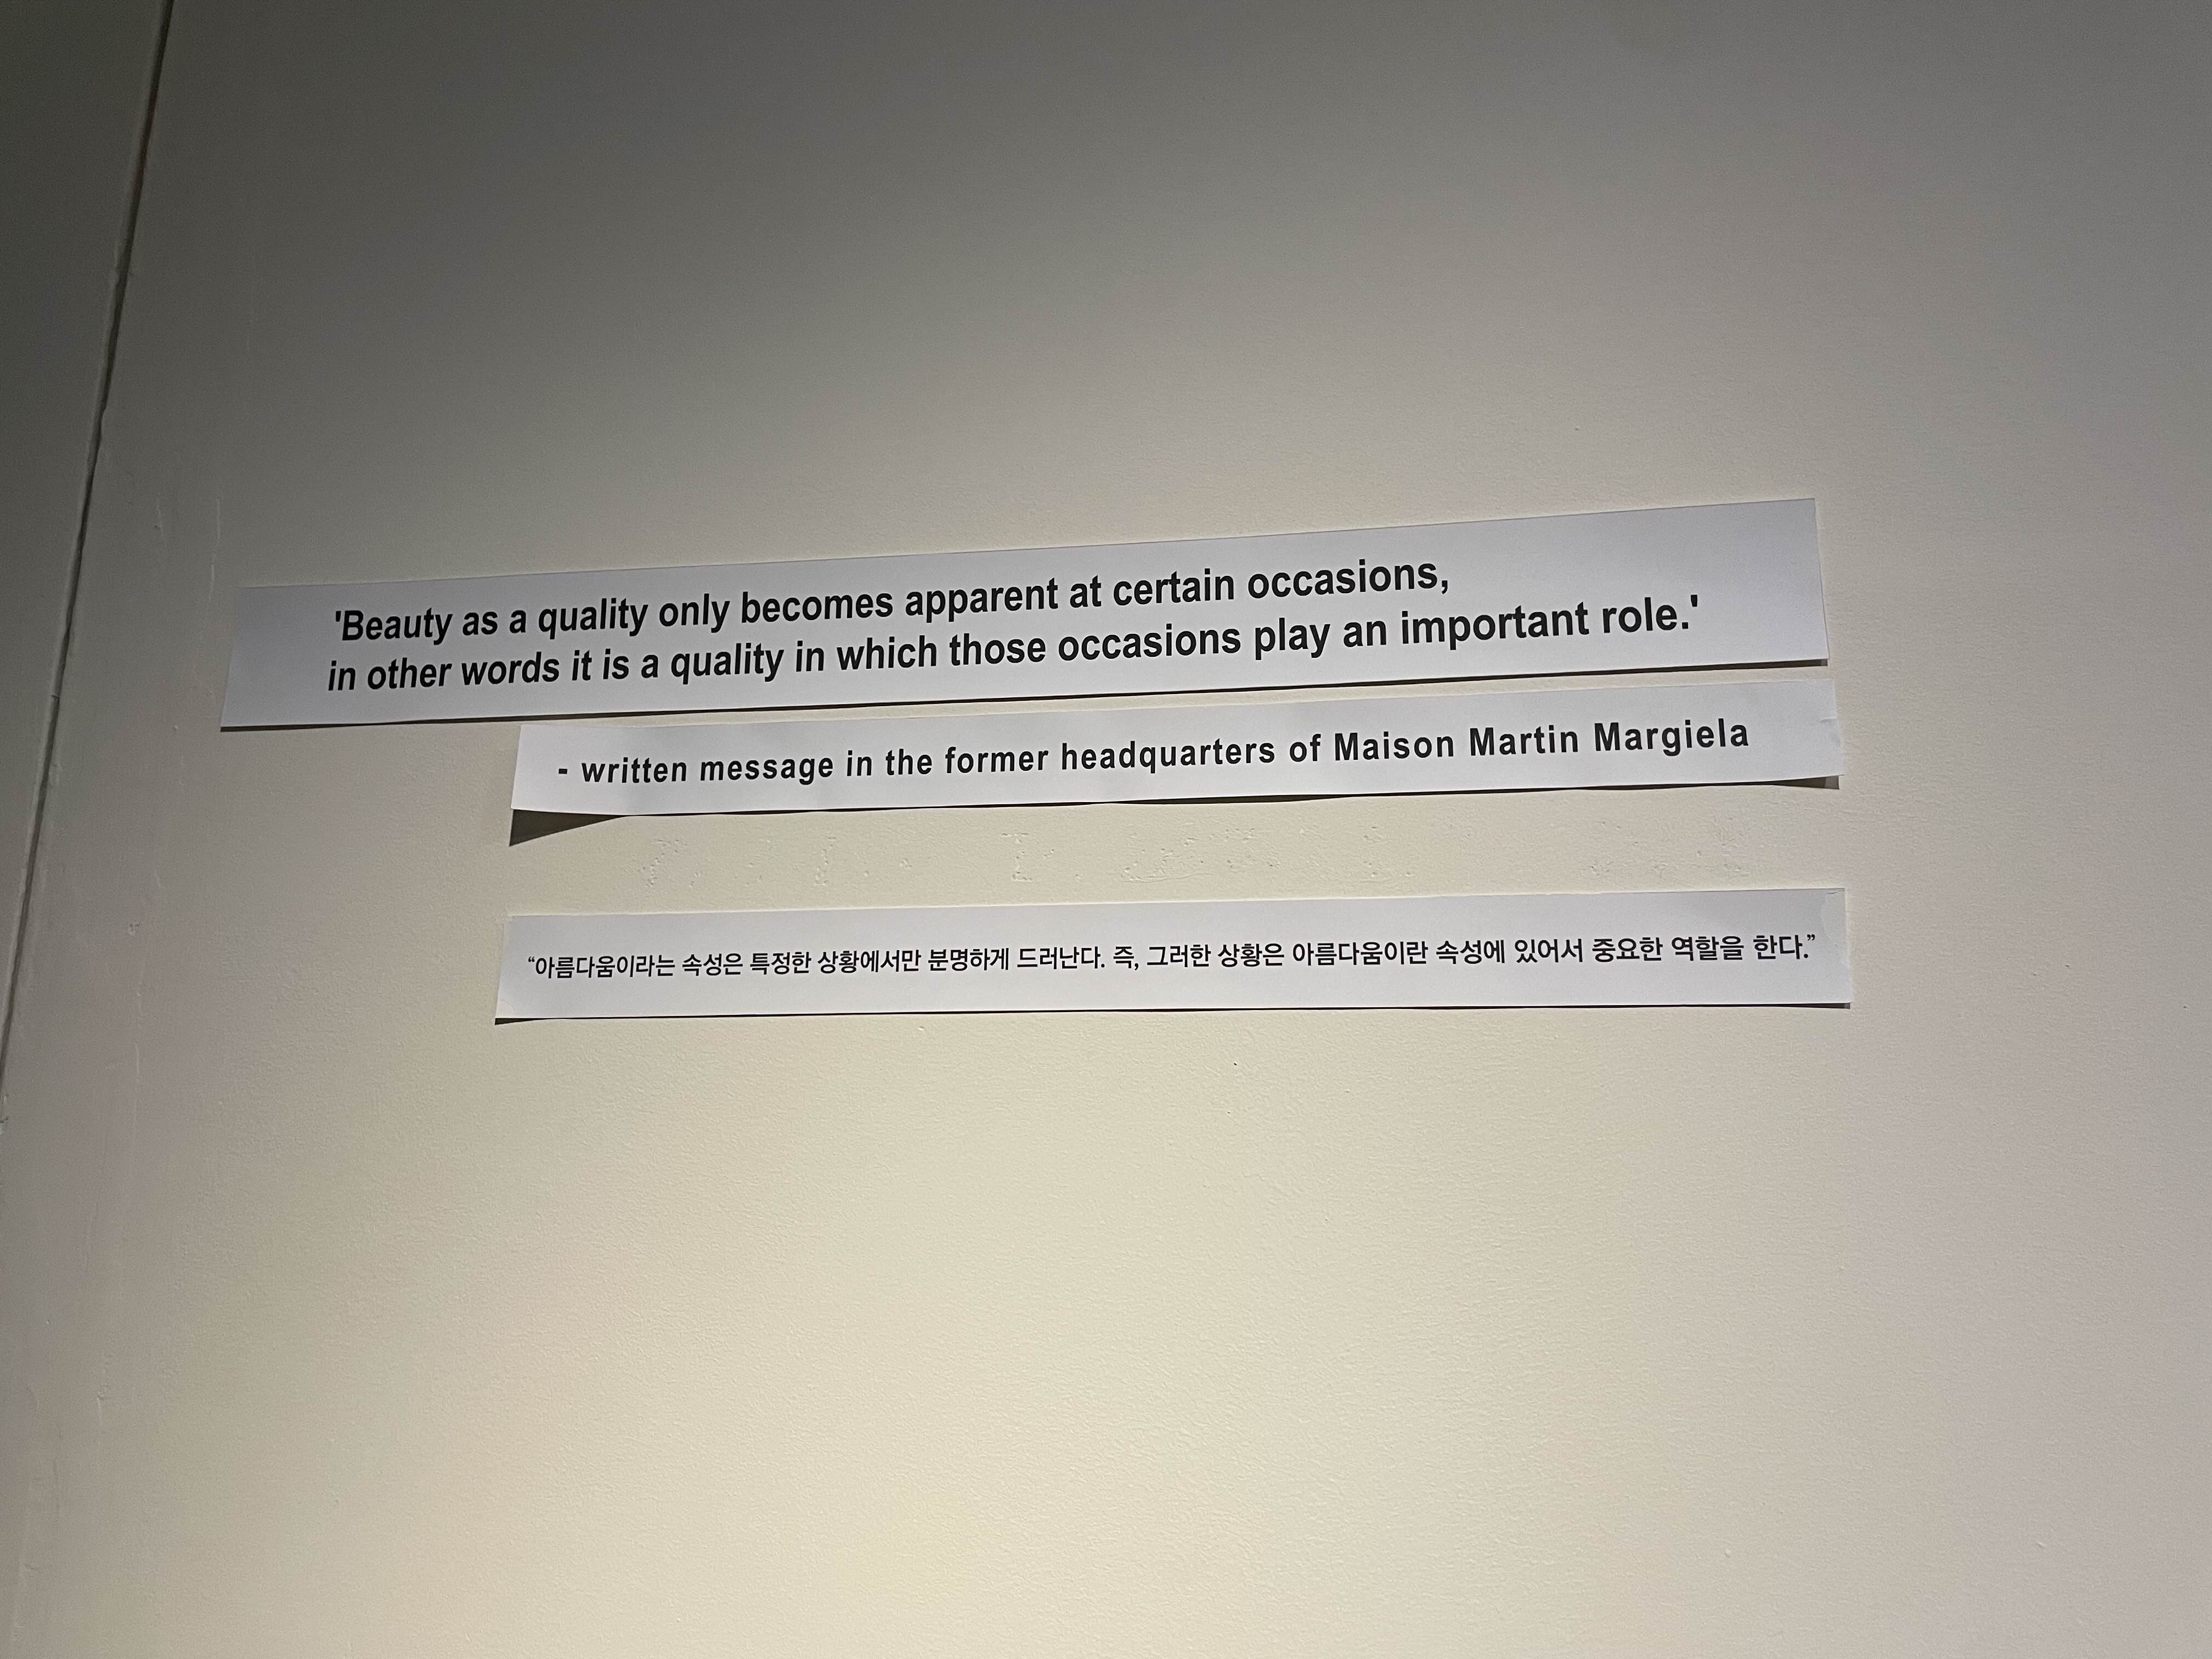 'Beauty as a quality only becomes apparent at certain occasions,
in other words it is a quality in which those occasions play an important role.'
- written message in the former headquarters of Maison Martin Margiela
“아름다움이라는 속성은 특정한 상황에서만 분명하게 드러난다. 즉, 그러한 상황은 아름다움이란 속성에 있어서 중요한 역할을 한다.”